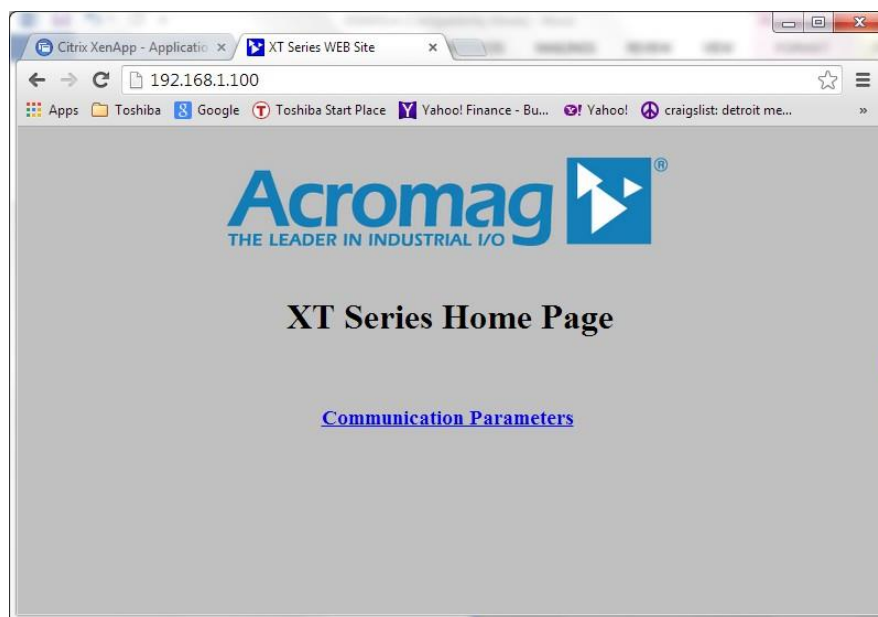 Citrix XenApp - Applicatio
XT Series WEB Site
192.168.1.100
Apps Toshiba Google Toshiba Start Place Yahoo! Finance - Bu... Yahoo! craigslist: detroit me... »
Acromag®
THE LEADER IN INDUSTRIAL I/O
XT Series Home Page
Communication Parameters